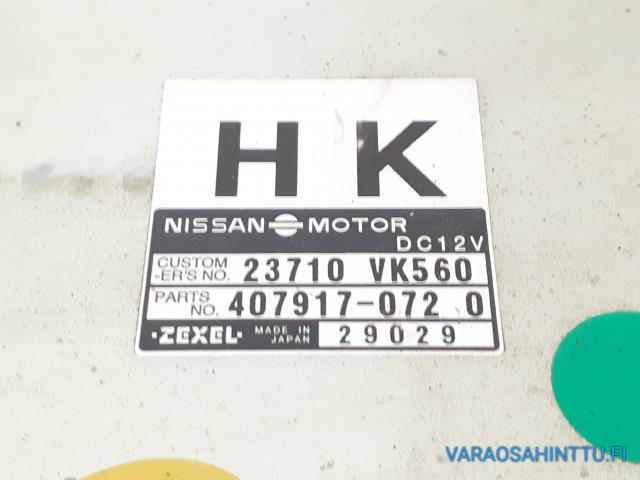 HK
NISSAN MOTOR
DC12V
CUSTOM
-ER'S NO. 23710 VK560
PARTS
NO. 407917-072 0
·ZEXEL· MADE IN
JAPAN 29029
VARAOSAHINTTU.FI